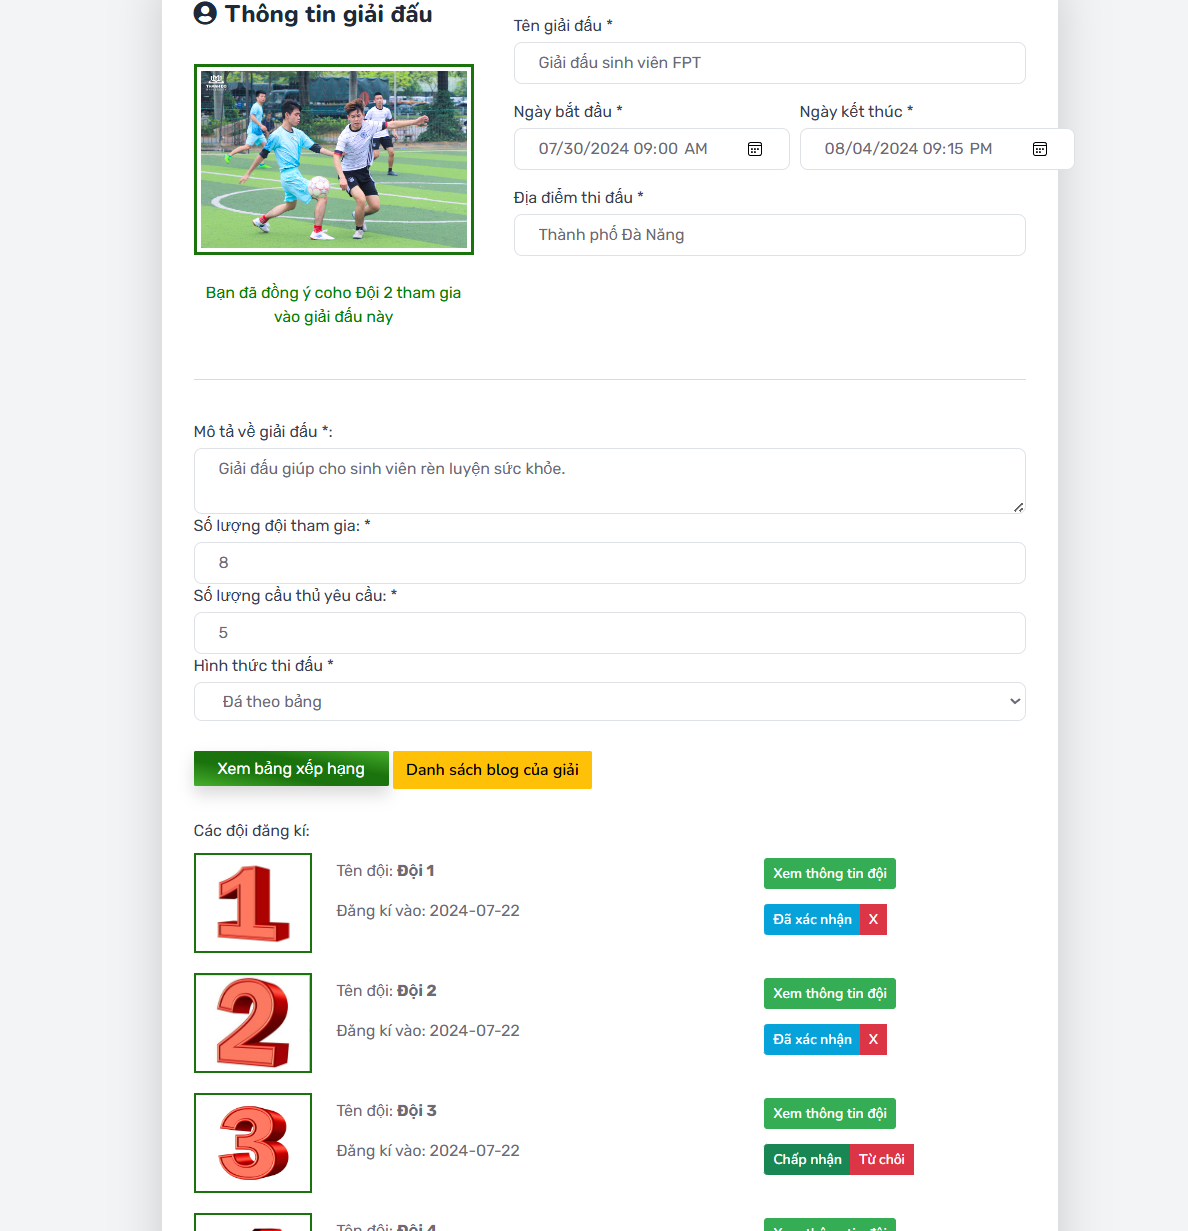 Thông tin giải đấu
Tên giải đấu *
Giải đấu sinh viên FPT
Ngày bắt đầu *
Ngày kết thúc *
07/30/2024 09:00 AM
08/04/2024 09:15 PM
Địa điểm thi đấu *
Thành phố Đà Năng
Bạn đã đồng ý coho Đội 2 tham gia
vào giải đấu này
Mô tả về giải đấu *:
Giải đấu giúp cho sinh viên rèn luyện sức khỏe.
Số lượng đội tham gia: *
8
Số lượng cầu thủ yêu cầu: *
5
Hình thức thi đấu *
Đá theo bảng
Xem bảng xếp hạng
Danh sách blog của giải
Các đội đăng kí:
1
Tên đội: Đội 1
Đăng kí vào: 2024-07-22
Xem thông tin đội
Đã xác nhận X
2
Tên đội: Đội 2
Đăng kí vào: 2024-07-22
Xem thông tin đội
Đã xác nhận X
3
Tên đội: Đội 3
Đăng kí vào: 2024-07-22
Xem thông tin đội
Chấp nhận Từ chôi
Tên đội: Đội 4
Xem thông tin đội